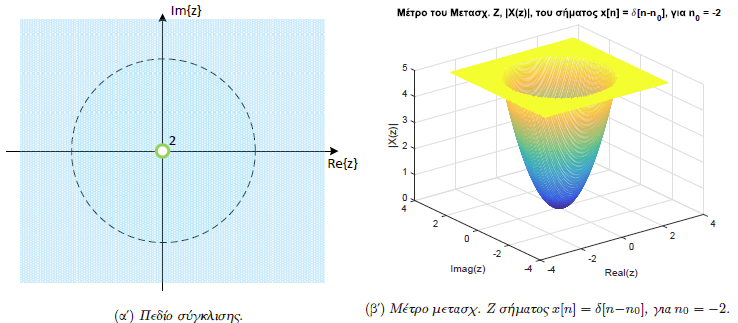 Im{z}
2
Re{z}
(α΄) Πεδίο σύγκλισης.
Μέτρο του Μετασχ. Ζ, |X(z)|, του σήματος x[n] = δ[n-n₀], για n₀ = -2
|X(z)|
5
4
3
2
1
0
4
2
0
-2
-4
Imag(z)
-4
-2
0
2
4
Real(z)
(β΄) Μέτρο μετασχ. Ζ σήματος x[n] = δ[n−n₀], για n₀ = −2.